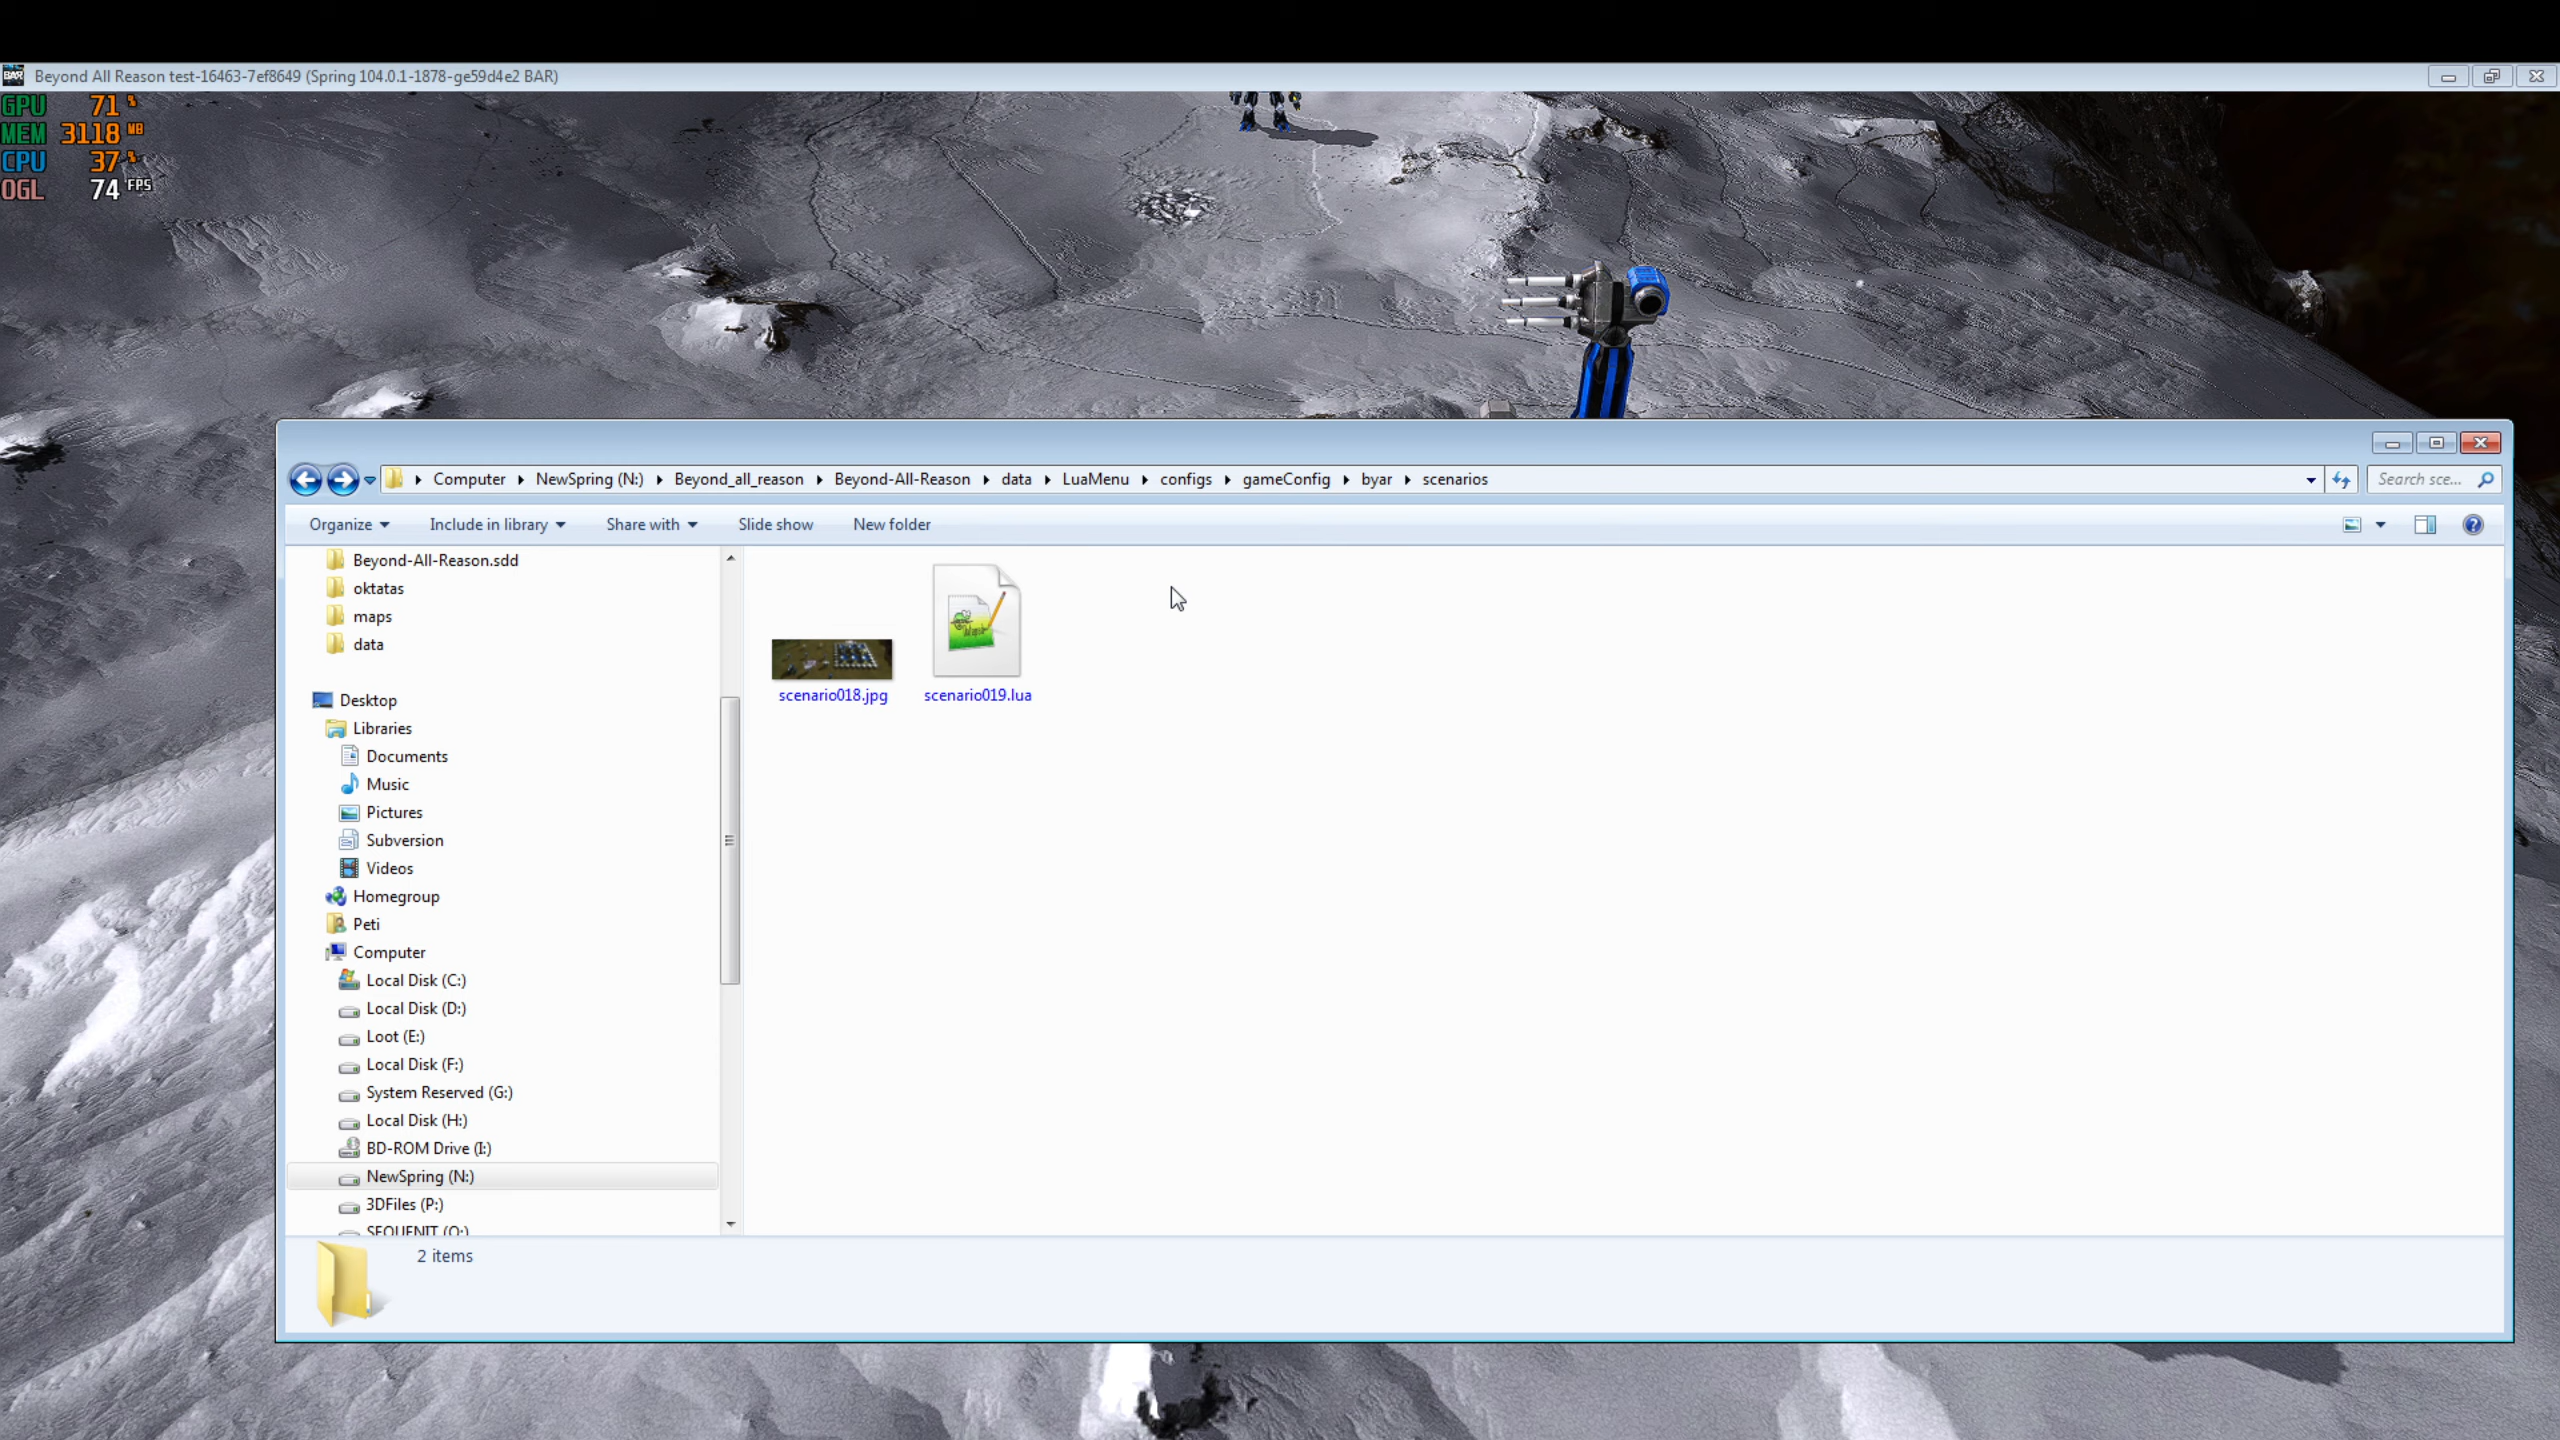 Beyond All Reason test-16463-7ef8649 (Spring 104.0.1-1878-ge59d4e2 BAR)
GPU 71 %
MEM 3118 MB
CPU 37 %
OGL 74 FPS
Computer NewSpring (N:) Beyond_all_reason Beyond-All-Reason data LuaMenu configs gameConfig byar scenarios
Search sce...
Organize Include in library Share with Slide show New folder
Beyond-All-Reason.sdd
oktatas
maps
data
Desktop
Libraries
Documents
Music
Pictures
Subversion
Videos
Homegroup
Peti
Computer
Local Disk (C:)
Local Disk (D:)
Loot (E:)
Local Disk (F:)
System Reserved (G:)
Local Disk (H:)
BD-ROM Drive (I:)
NewSpring (N:)
3DFiles (P:)
scenario018.jpg
scenario019.lua
2 items